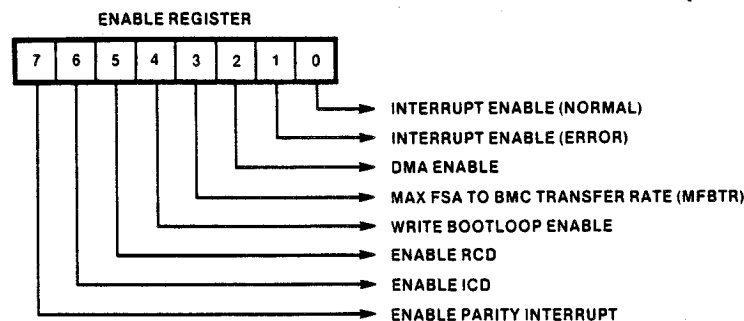 ENABLE REGISTER
7 6 5 4 3 2 1 0
INTERRUPT ENABLE (NORMAL)
INTERRUPT ENABLE (ERROR)
DMA ENABLE
MAX FSA TO BMC TRANSFER RATE (MFBTR)
WRITE BOOTLOOP ENABLE
ENABLE RCD
ENABLE ICD
ENABLE PARITY INTERRUPT